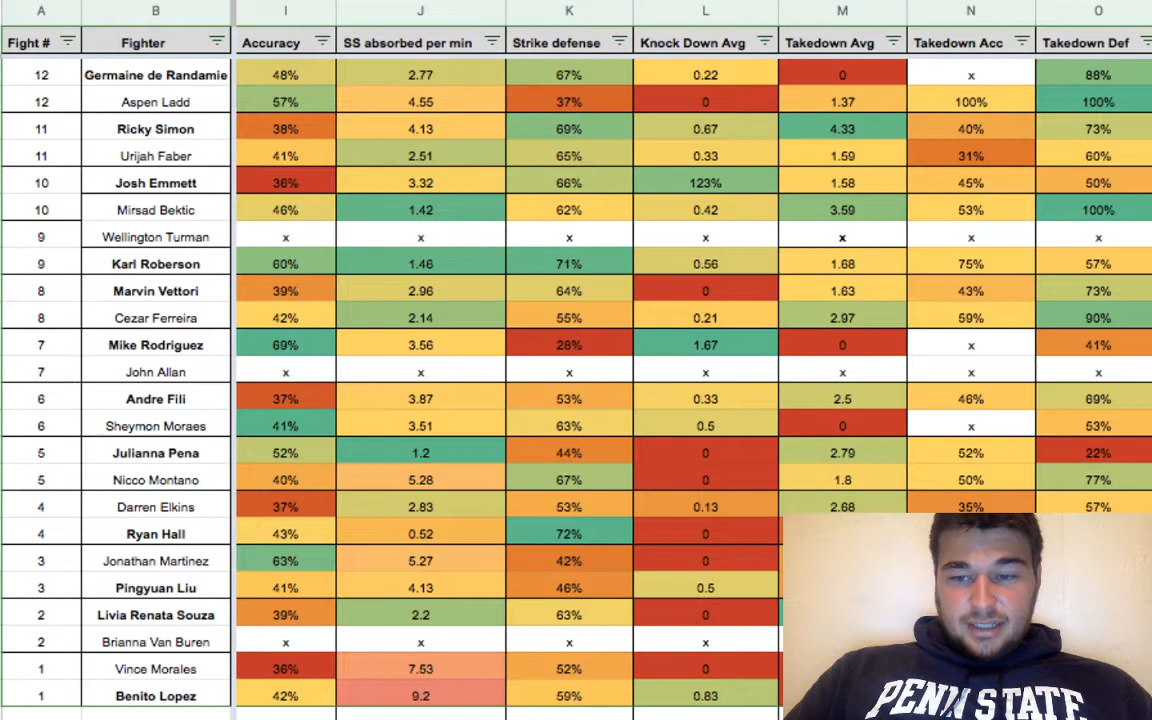 A B I J K L M N O
Fight # Fighter Accuracy SS absorbed per min Strike defense Knock Down Avg Takedown Avg Takedown Acc Takedown Def
12 Germaine de Randamie 48% 2.77 67% 0.22 0 x 88%
12 Aspen Ladd 57% 4.55 37% 0 1.37 100% 100%
11 Ricky Simon 38% 4.13 69% 0.67 4.33 40% 73%
11 Urijah Faber 41% 2.51 65% 0.33 1.59 31% 60%
10 Josh Emmett 36% 3.32 66% 123% 1.58 45% 50%
10 Mirsad Bektic 46% 1.42 62% 0.42 3.59 53% 100%
9 Wellington Turman x x x x x x x
9 Karl Roberson 60% 1.46 71% 0.56 1.68 75% 57%
8 Marvin Vettori 39% 2.96 64% 0 1.63 43% 73%
8 Cezar Ferreira 42% 2.14 55% 0.21 2.97 59% 90%
7 Mike Rodriguez 69% 3.56 28% 1.67 0 x 41%
7 John Allan x x x x x x x
6 Andre Fili 37% 3.87 53% 0.33 2.5 46% 69%
6 Sheymon Moraes 41% 3.51 63% 0.5 0 x 53%
5 Julianna Pena 52% 1.2 44% 0 2.79 52% 22%
5 Nicco Montano 40% 5.28 67% 0 1.8 50% 77%
4 Darren Elkins 37% 2.83 53% 0.13 2.68 35% 57%
4 Ryan Hall 43% 0.52 72% 0
3 Jonathan Martinez 63% 5.27 42% 0
3 Pingyuan Liu 41% 4.13 46% 0.5
2 Livia Renata Souza 39% 2.2 63% 0
2 Brianna Van Buren x x x x
1 Vince Morales 36% 7.53 52% 0
1 Benito Lopez 42% 9.2 59% 0.83
PENN STATE